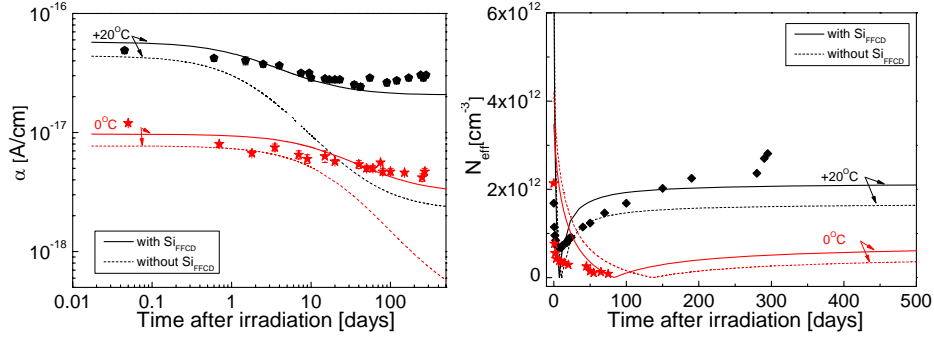 10^-16
+20°C
α [A/cm]
10^-17
0°C
10^-18
with Si_FFCD
without Si_FFCD
0.01 0.1 1 10 100
Time after irradiation [days]
6x10^12
with Si_FFCD
without Si_FFCD
4x10^12
N_eff[cm^-3]
2x10^12
+20°C
0°C
0
0 100 200 300 400 500
Time after irradiation [days]